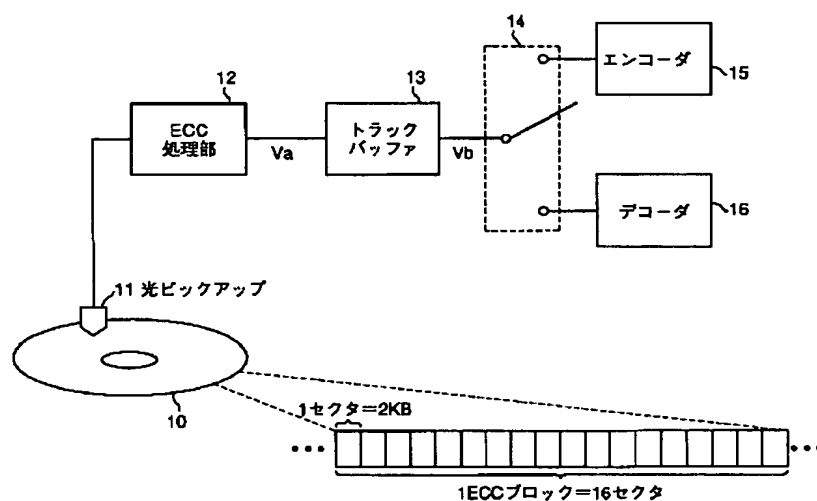 14
エンコーダ
15
12
13
ECC
処理部
トラック
バッファ
Va
Vb
デコーダ
16
11 光ピックアップ
10
1セクタ=2KB
1ECCブロック=16セクタ